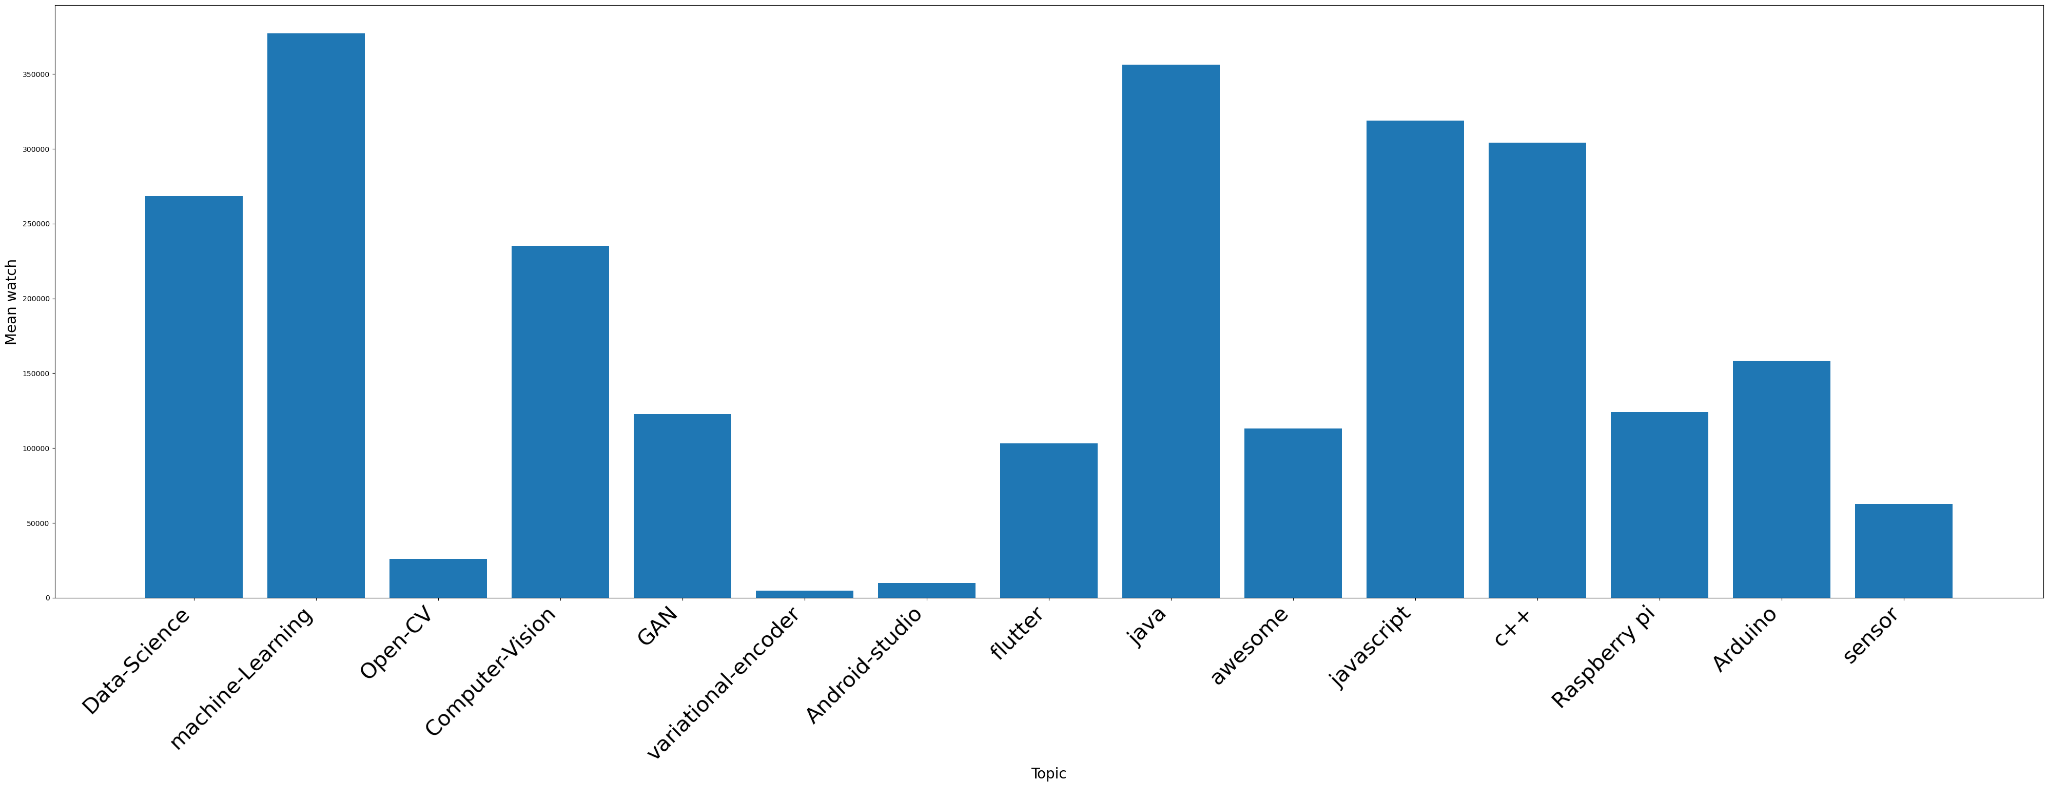 350000
300000
250000
200000
150000
100000
50000
0
Mean watch
Data-Science
machine-Learning
Open-CV
Computer-Vision
GAN
variational-encoder
Android-studio
flutter
java
awesome
javascript
c++
Raspberry pi
Arduino
sensor
Topic